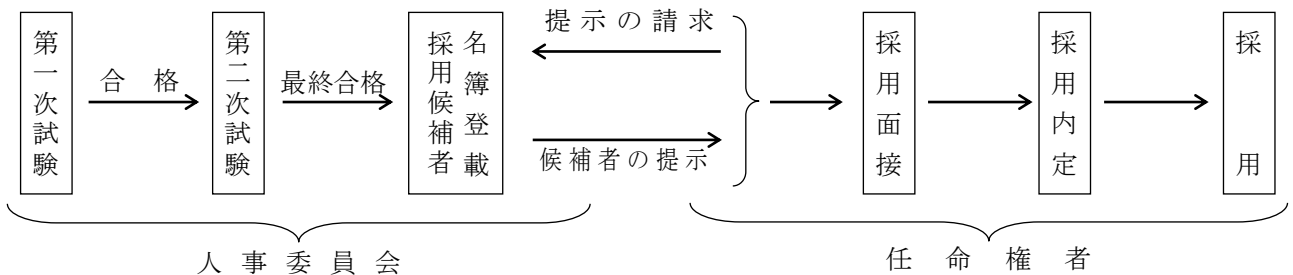 第一次試験
合格
第二次試験
最終合格
採用候補者
名簿登載
提示の請求
候補者の提示
採用面接
採用内定
採用
人事委員会
任命権者